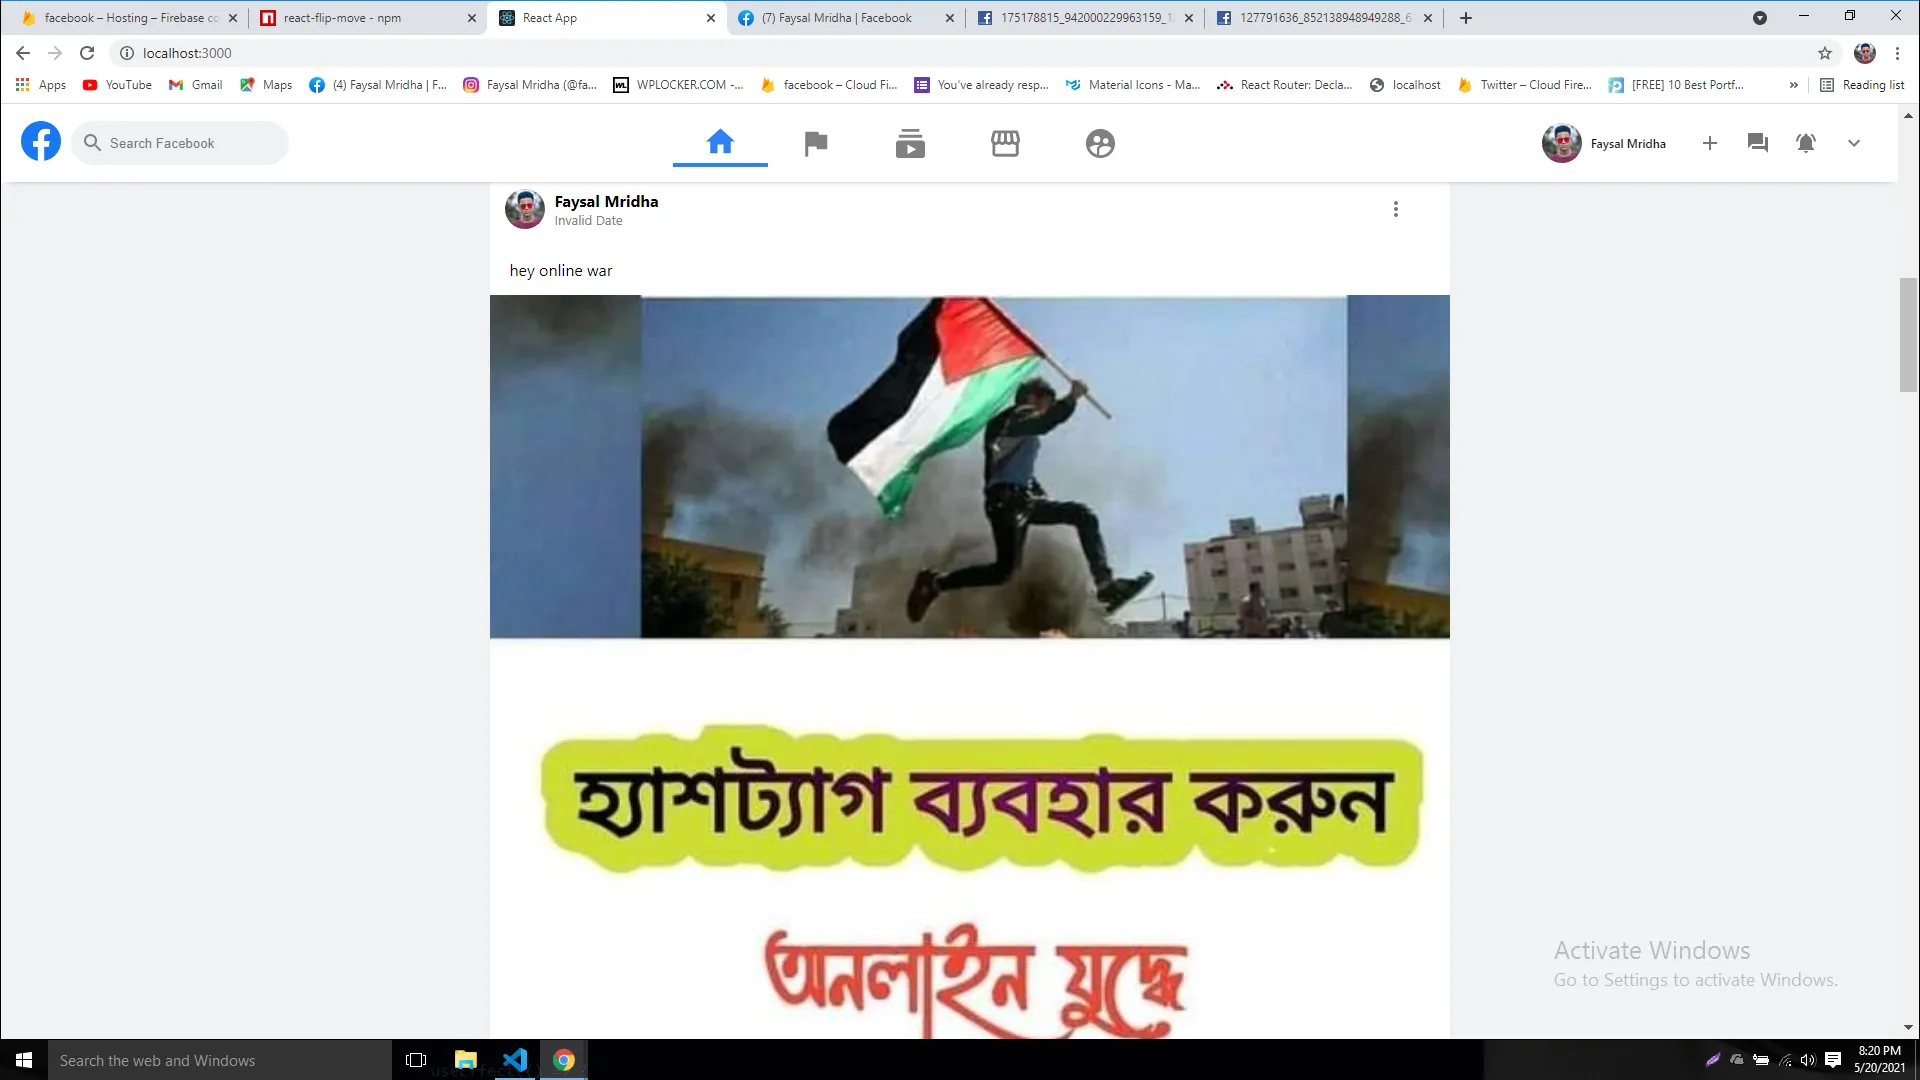 facebook – Hosting – Firebase co
react-flip-move - npm
React App
(7) Faysal Mridha | Facebook
175178815_942000229963159_1
127791636_852138948949288_6
localhost:3000
Apps
YouTube
Gmail
Maps
(4) Faysal Mridha | F...
Faysal Mridha (@fa...
WPLOCKER.COM -...
facebook – Cloud Fi...
You've already resp...
Material Icons - Ma...
React Router: Decla...
localhost
Twitter – Cloud Fire...
[FREE] 10 Best Portf...
Reading list
Search Facebook
Faysal Mridha
Faysal Mridha
Invalid Date
hey online war
হ্যাশট্যাগ ব্যবহার করুন
অনলাইন যুদ্ধে
Activate Windows
Go to Settings to activate Windows.
Search the web and Windows
8:20 PM
5/20/2021